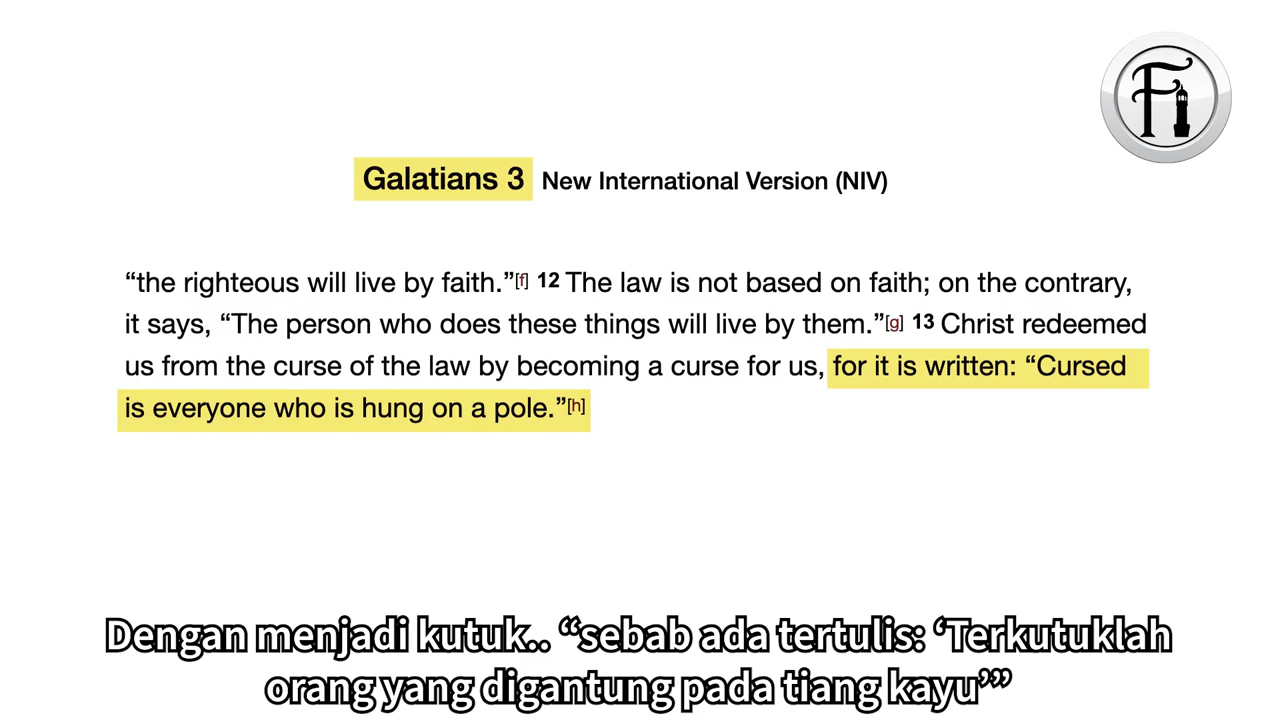 Fi
Galatians 3 New International Version (NIV)
“the righteous will live by faith.”[f] 12 The law is not based on faith; on the contrary,
it says, “The person who does these things will live by them.”[g] 13 Christ redeemed
us from the curse of the law by becoming a curse for us, for it is written: “Cursed
is everyone who is hung on a pole.”[h]
Dengan menjadi kutuk.. “sebab ada tertulis: ‘Terkutuklah
orang yang digantung pada tiang kayu’”